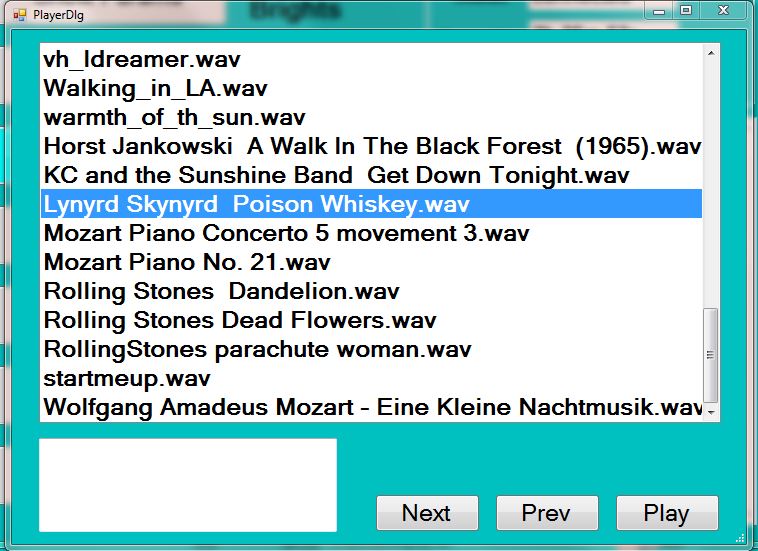 PlayerDlg
Brights
vh_ldreamer.wav
Walking_in_LA.wav
warmth_of_th_sun.wav
Horst Jankowski  A Walk In The Black Forest  (1965).wav
KC and the Sunshine Band  Get Down Tonight.wav
Lynyrd Skynyrd  Poison Whiskey.wav
Mozart Piano Concerto 5 movement 3.wav
Mozart Piano No. 21.wav
Rolling Stones  Dandelion.wav
Rolling Stones Dead Flowers.wav
RollingStones parachute woman.wav
startmeup.wav
Wolfgang Amadeus Mozart - Eine Kleine Nachtmusik.wav
Next Prev Play